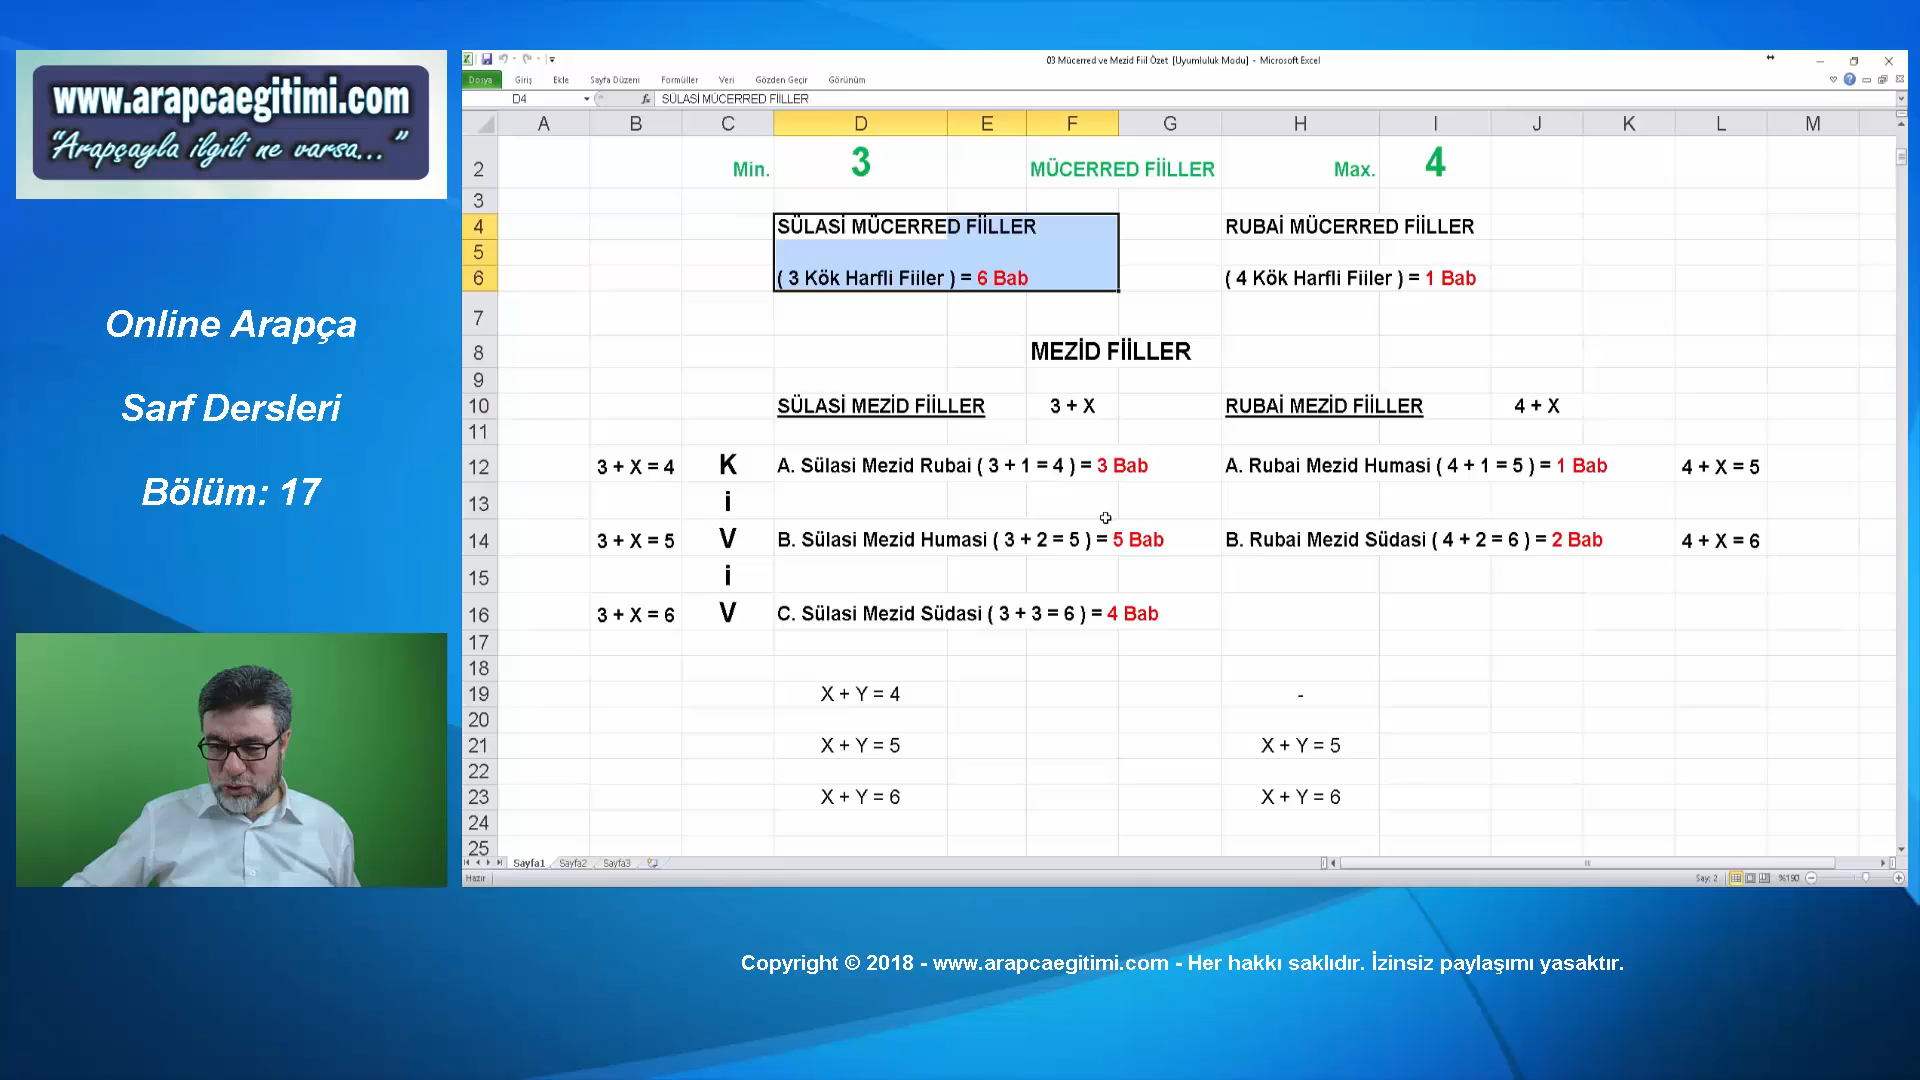 www.arapcaegitimi.com
“Arapçayla ilgili ne varsa...”
Online Arapça
Sarf Dersleri
Bölüm: 17
03 Mücerred ve Mezid Fiil Özet [Uyumluluk Modu] - Microsoft Excel
Dosya Giriş Ekle Sayfa Düzeni Formüller Veri Gözden Geçir Görünüm
D4 fx SÜLASİ MÜCERRED FİİLLER
A B C D E F G H I J K L M
2 Min. 3 MÜCERRED FİİLLER Max. 4
3
4 SÜLASİ MÜCERRED FİİLLER RUBAİ MÜCERRED FİİLLER
5
6 ( 3 Kök Harfli Fiiler ) = 6 Bab ( 4 Kök Harfli Fiiler ) = 1 Bab
7
8 MEZİD FİİLLER
9
10 SÜLASİ MEZİD FİİLLER 3 + X RUBAİ MEZİD FİİLLER 4 + X
11
12 3 + X = 4 K A. Sülasi Mezid Rubai ( 3 + 1 = 4 ) = 3 Bab A. Rubai Mezid Humasi ( 4 + 1 = 5 ) = 1 Bab 4 + X = 5
13 İ
14 3 + X = 5 V B. Sülasi Mezid Humasi ( 3 + 2 = 5 ) = 5 Bab B. Rubai Mezid Südasi ( 4 + 2 = 6 ) = 2 Bab 4 + X = 6
15 İ
16 3 + X = 6 V C. Sülasi Mezid Südasi ( 3 + 3 = 6 ) = 4 Bab
17
18
19 X + Y = 4 -
20
21 X + Y = 5 X + Y = 5
22
23 X + Y = 6 X + Y = 6
24
25
Sayfa1 Sayfa2 Sayfa3
Hazır Say: 2 %190
Copyright © 2018 - www.arapcaegitimi.com - Her hakkı saklıdır. İzinsiz paylaşımı yasaktır.